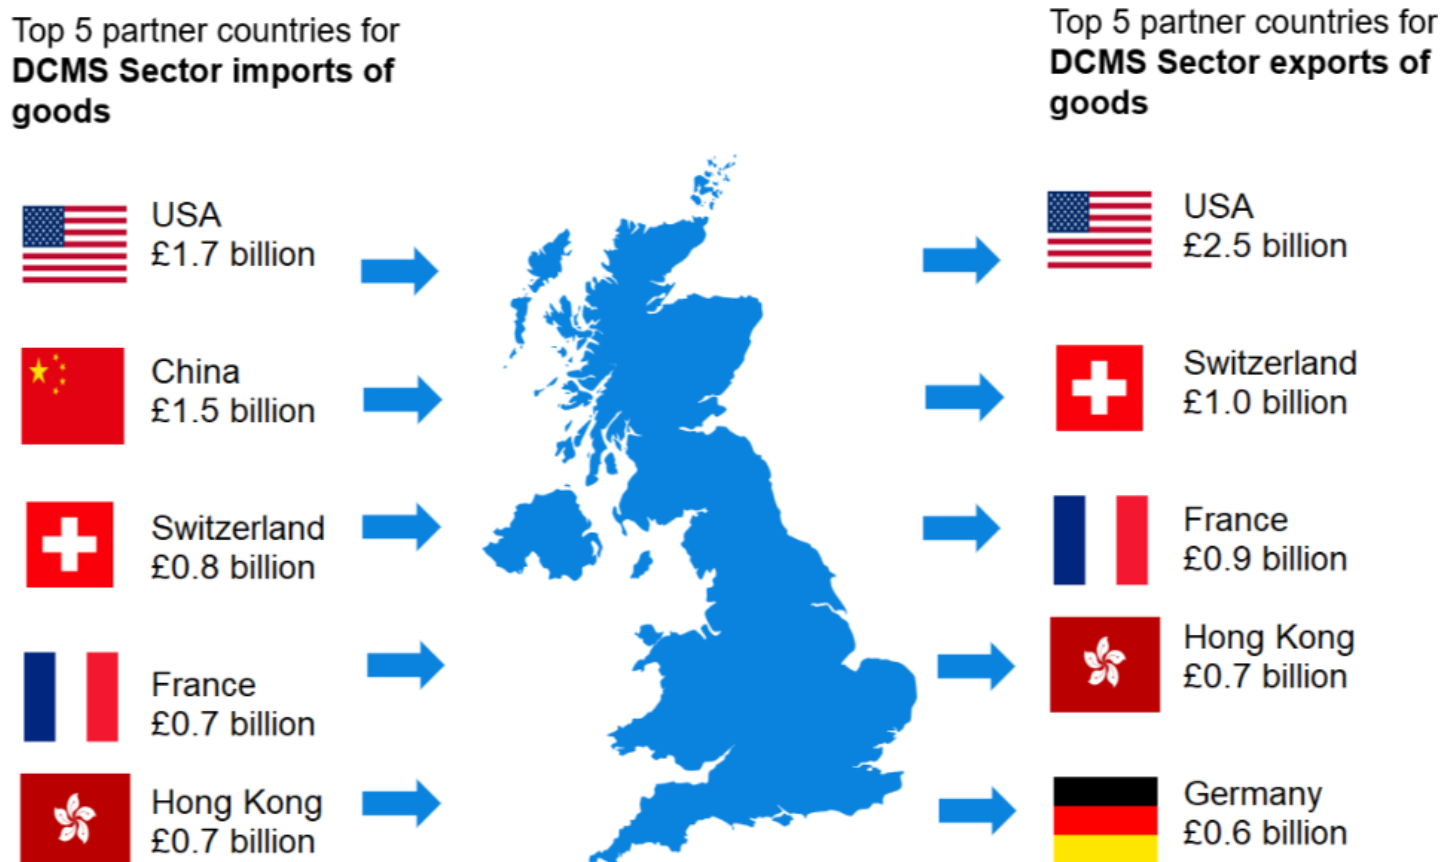 Top 5 partner countries for
DCMS Sector imports of
goods
USA
£1.7 billion
China
£1.5 billion
Switzerland
£0.8 billion
France
£0.7 billion
Hong Kong
£0.7 billion
Top 5 partner countries for
DCMS Sector exports of
goods
USA
£2.5 billion
Switzerland
£1.0 billion
France
£0.9 billion
Hong Kong
£0.7 billion
Germany
£0.6 billion